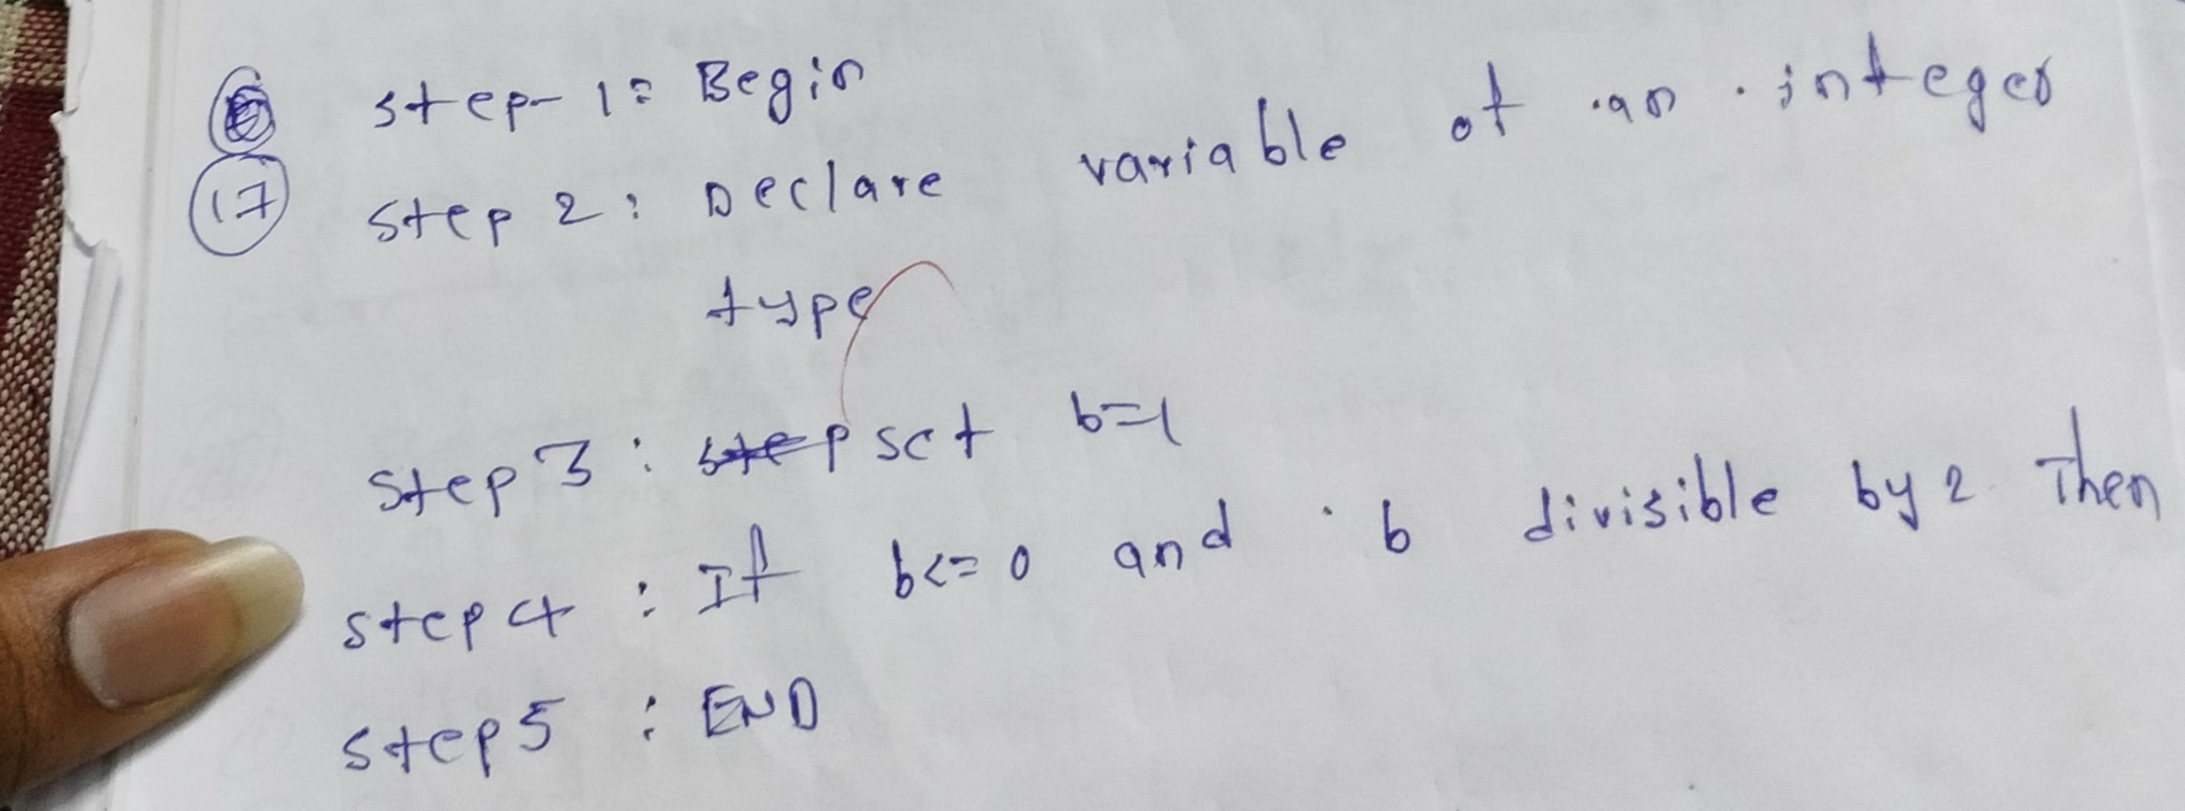 step-1: Begin
(17) step 2: Declare variable of an integer
type
step 3: step set b=1
step 4: If b<=0 and b divisible by 2 Then
step 5: END